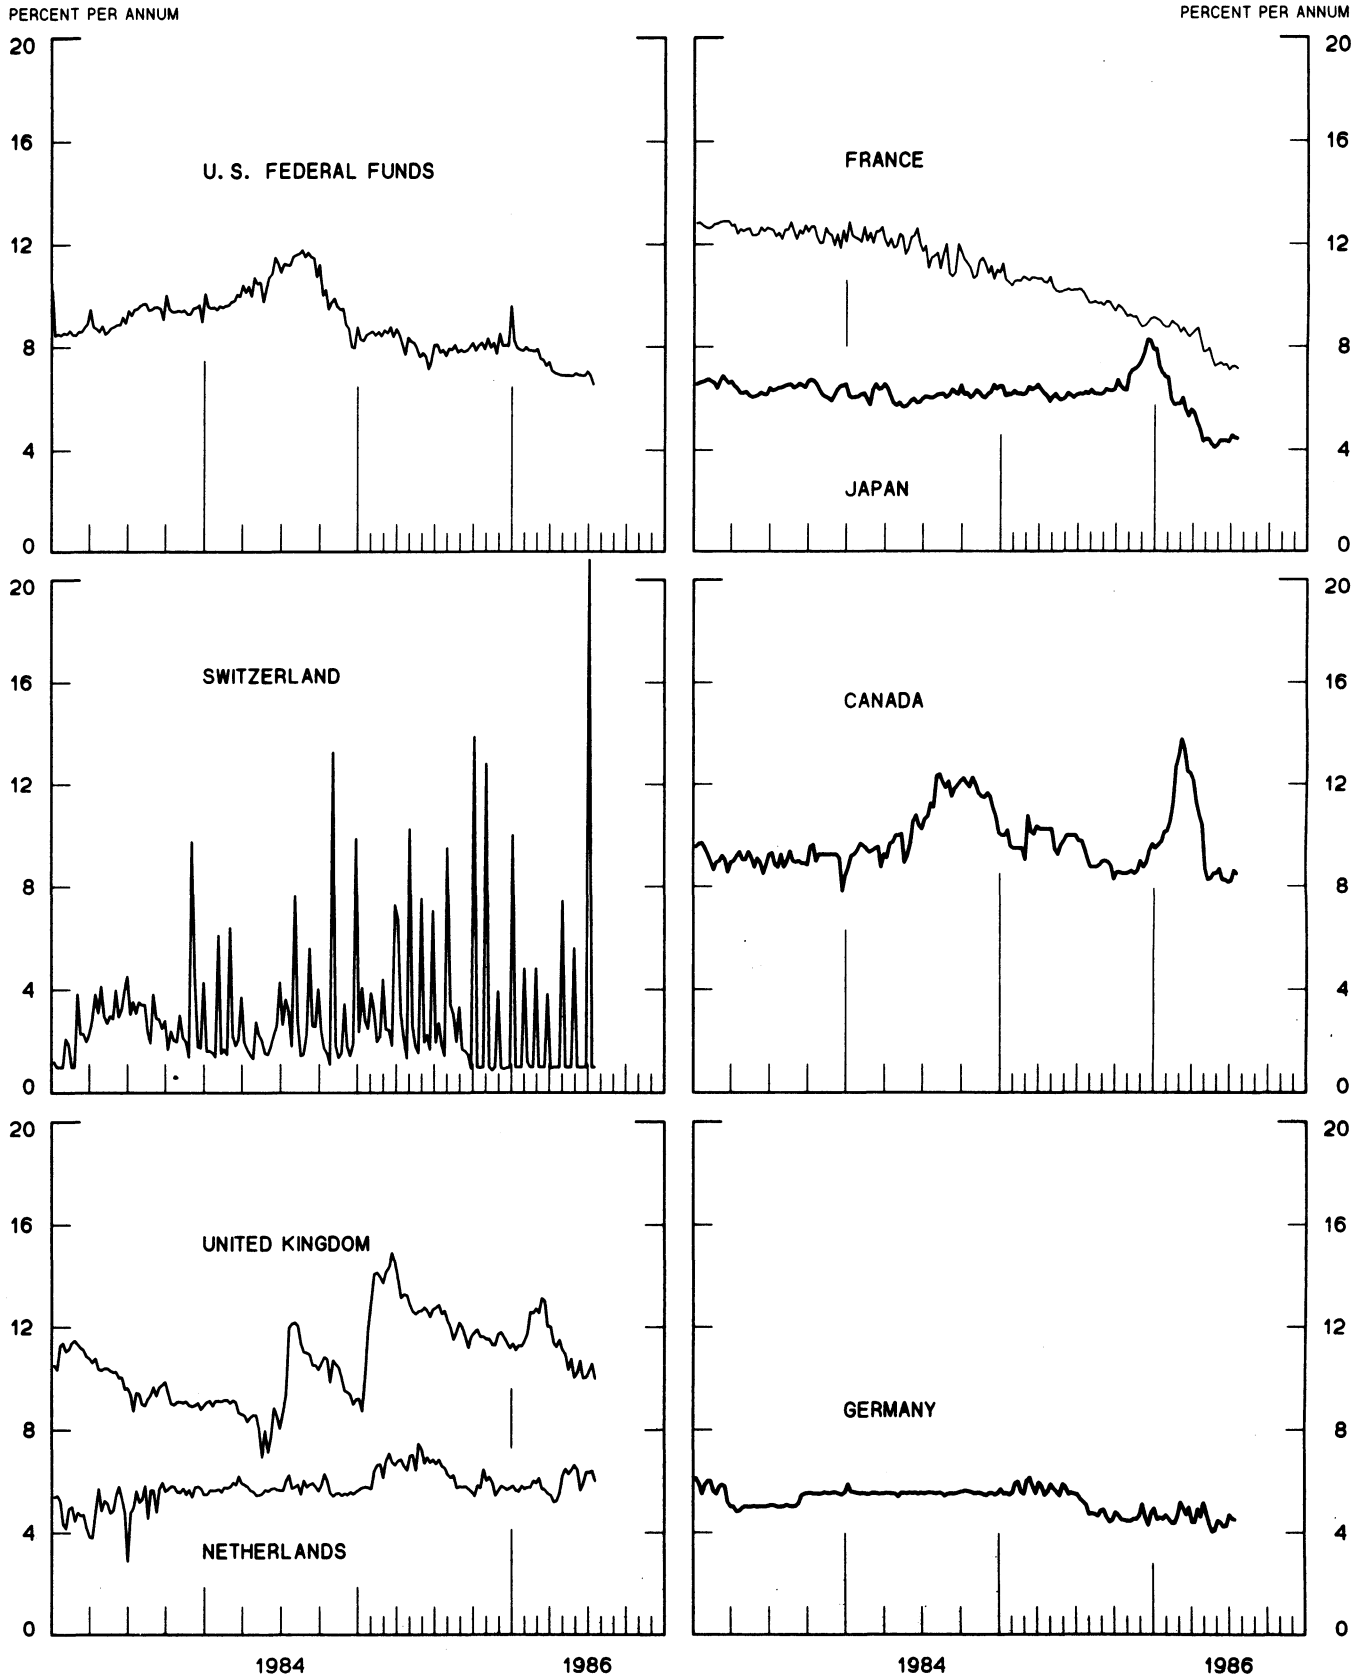 PERCENT PER ANNUM PERCENT PER ANNUM
20 20
16 16
U. S. FEDERAL FUNDS FRANCE
12 12
8 8
4 4
JAPAN
0 0
20 20
16 SWITZERLAND 16
CANADA
12 12
8 8
4 4
0 0
20 20
16 16
UNITED KINGDOM
12 12
GERMANY
8 8
4 4
NETHERLANDS
0 0
1984 1986 1984 1986